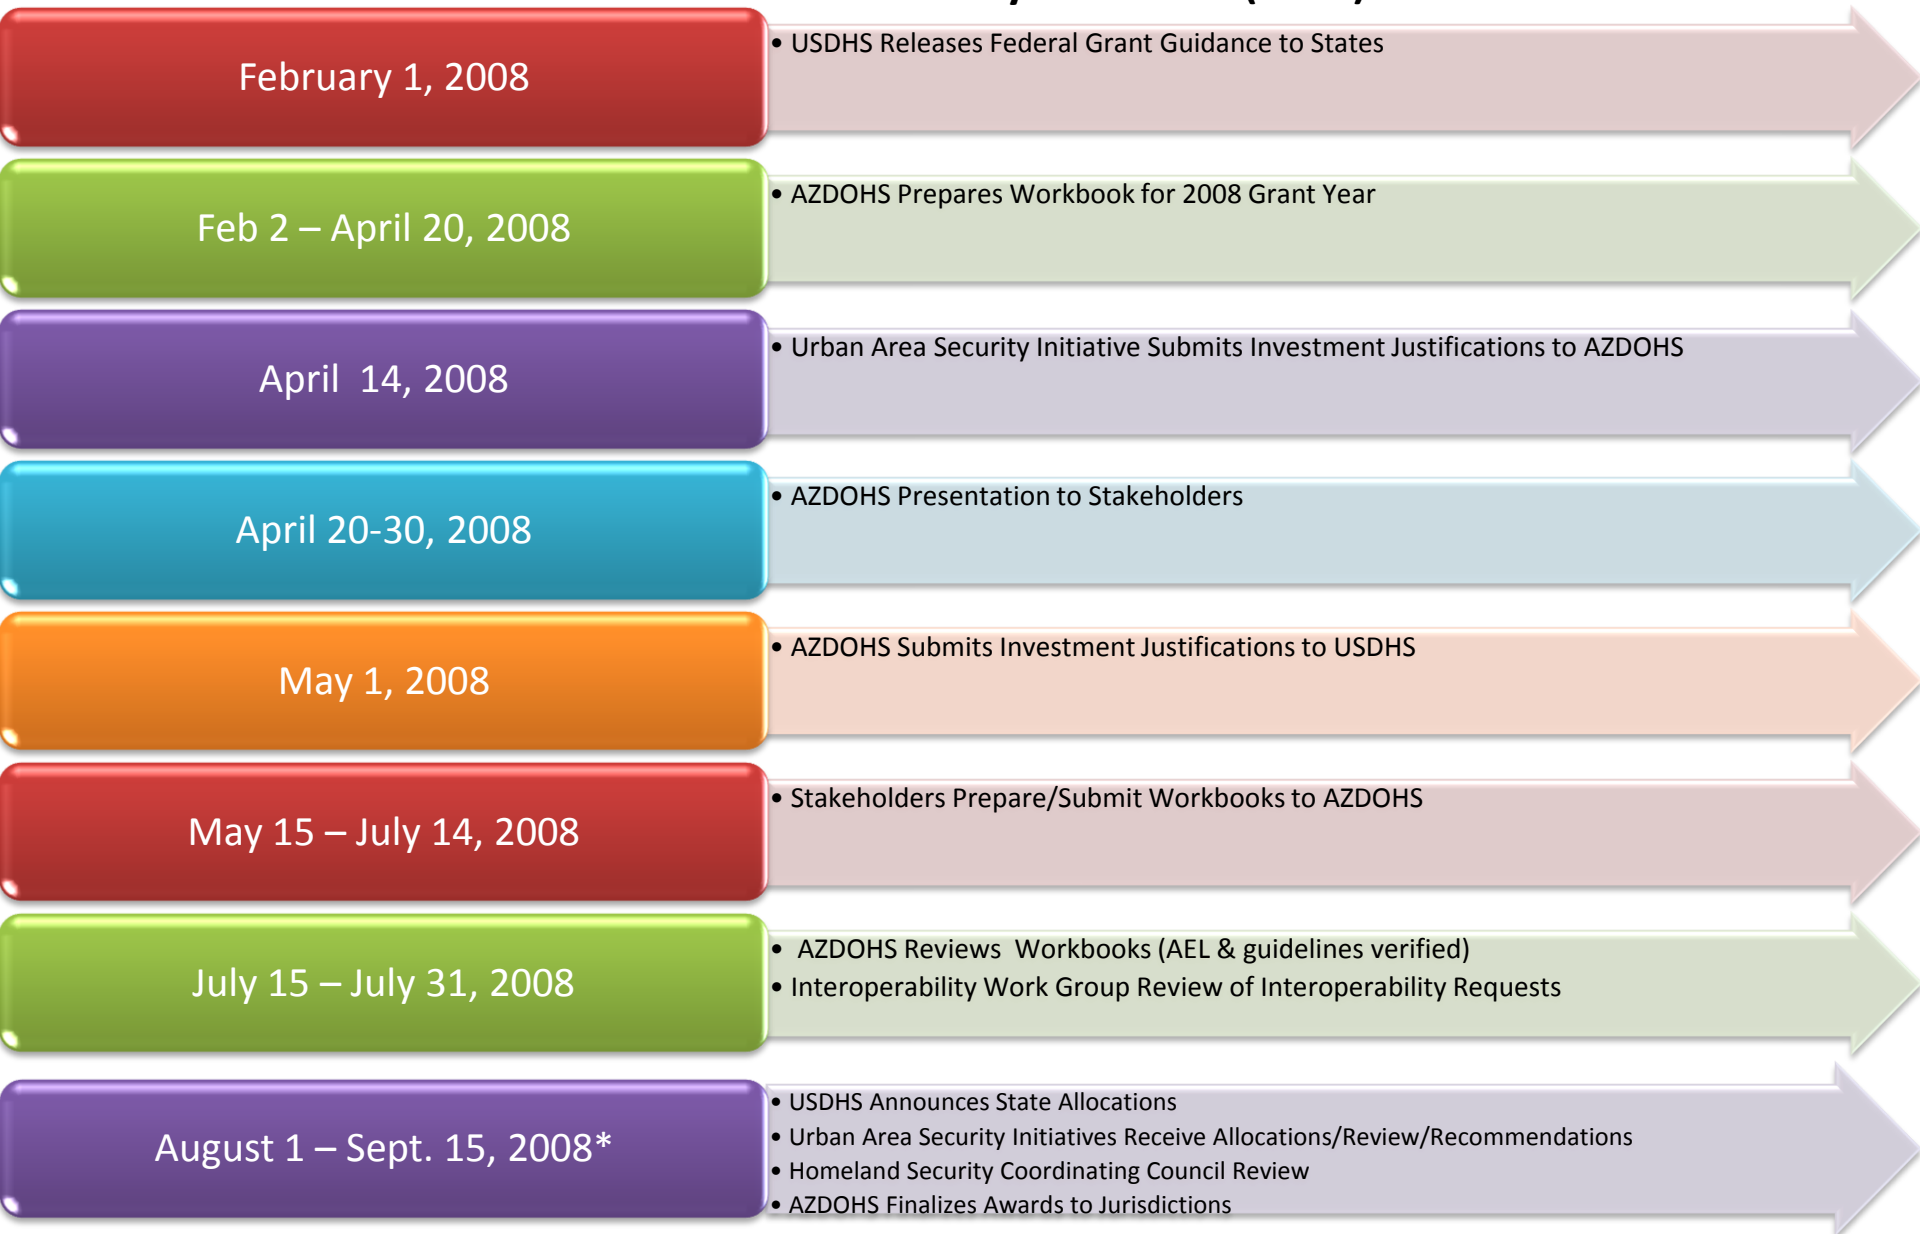 February 1, 2008
• USDHS Releases Federal Grant Guidance to States
Feb 2 – April 20, 2008
• AZDOHS Prepares Workbook for 2008 Grant Year
April 14, 2008
• Urban Area Security Initiative Submits Investment Justifications to AZDOHS
April 20-30, 2008
• AZDOHS Presentation to Stakeholders
May 1, 2008
• AZDOHS Submits Investment Justifications to USDHS
May 15 – July 14, 2008
• Stakeholders Prepare/Submit Workbooks to AZDOHS
July 15 – July 31, 2008
• AZDOHS Reviews Workbooks (AEL & guidelines verified)
• Interoperability Work Group Review of Interoperability Requests
August 1 – Sept. 15, 2008*
• USDHS Announces State Allocations
• Urban Area Security Initiatives Receive Allocations/Review/Recommendations
• Homeland Security Coordinating Council Review
• AZDOHS Finalizes Awards to Jurisdictions